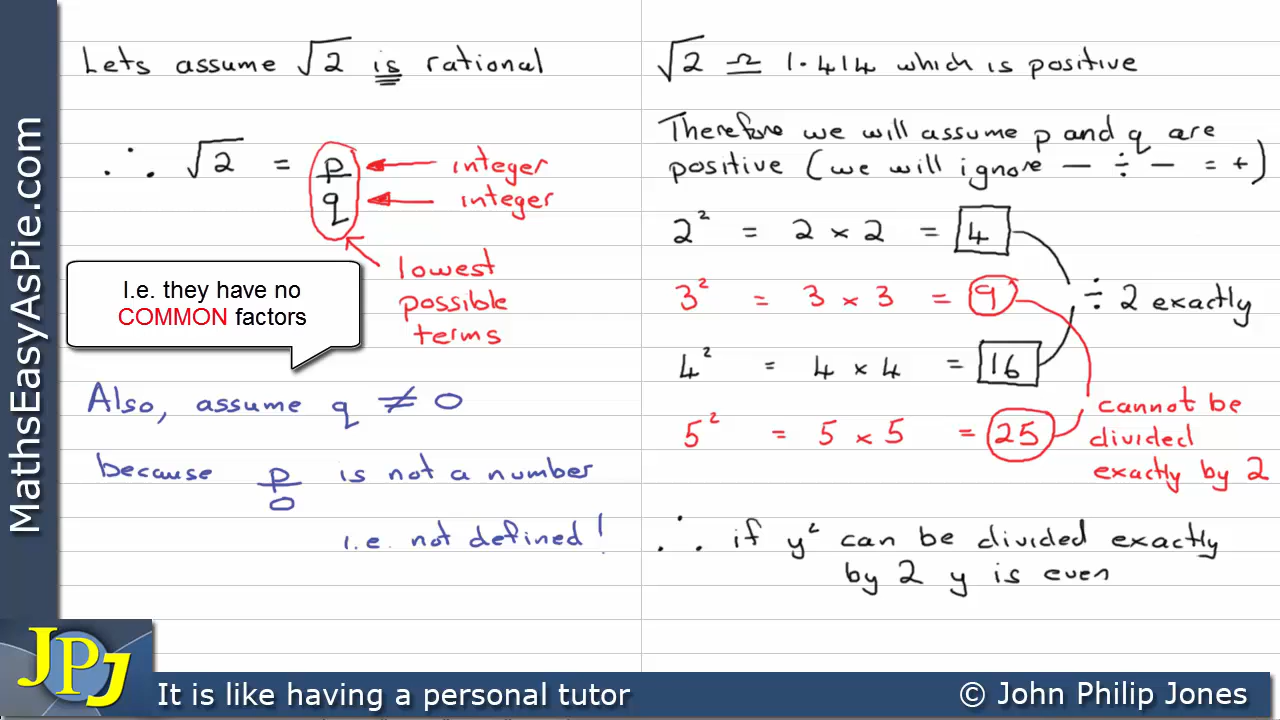 Lets assume √2 is rational
∴ √2 = p/q
integer
integer
lowest
possible
terms
I.e. they have no
COMMON factors
Also, assume q ≠ 0
because p/0 is not a number
i.e. not defined!
√2 ≏ 1.414 which is positive
Therefore we will assume p and q are
positive (we will ignore — ÷ — = +)
2² = 2 × 2 = 4
÷ 2 exactly
3² = 3 × 3 = 9
4² = 4 × 4 = 16
5² = 5 × 5 = 25
cannot be
divided
exactly by 2
∴ if y² can be divided exactly
by 2 y is even
MathsEasyAsPie.com
JPJ
It is like having a personal tutor
© John Philip Jones